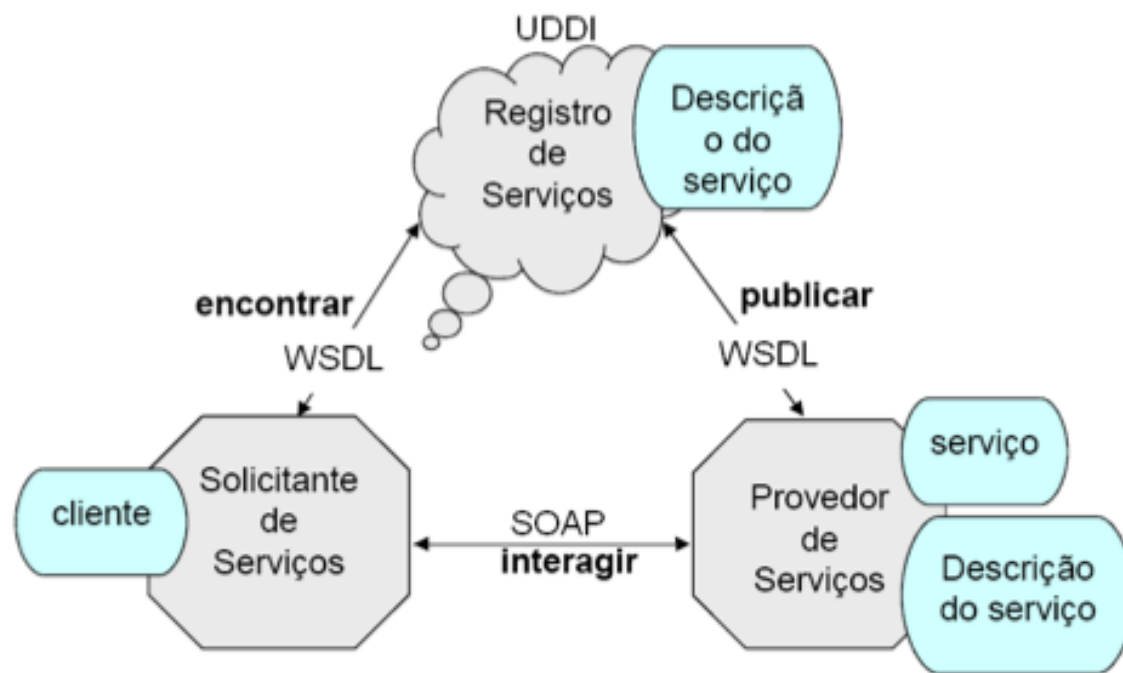 UDDI
Registro
de
Serviços
Descriçã
o do
serviço
encontrar
WSDL
publicar
WSDL
cliente
Solicitante
de
Serviços
SOAP
interagir
Provedor
de
Serviços
serviço
Descrição
do serviço